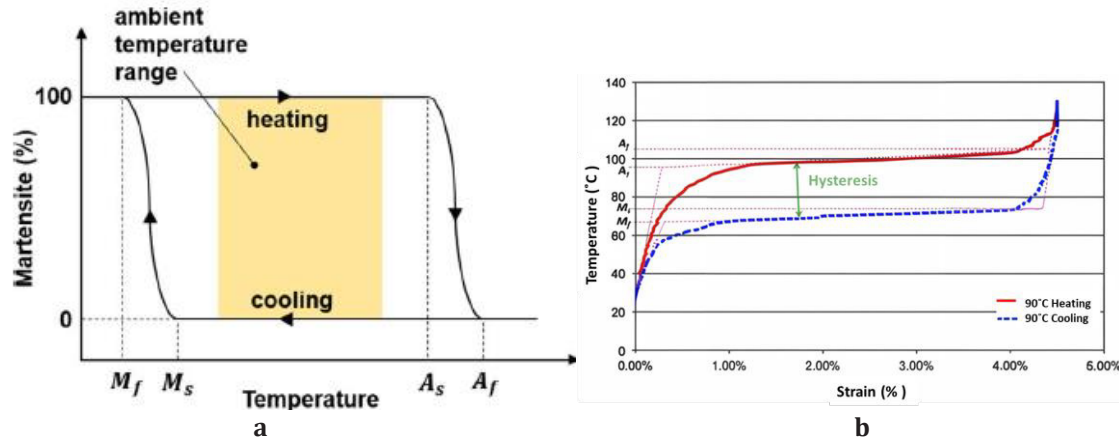 ambient
temperature
range
100
heating
Martensite (%)
cooling
0
M_f M_s A_s A_f
Temperature
a
140
120
A_f
100
80
60
40
20
0
Hysteresis
Temperature (˚C)
M_f
90˚C Heating
90˚C Cooling
0.00% 1.00% 2.00% 3.00% 4.00% 5.00%
Strain (% )
b